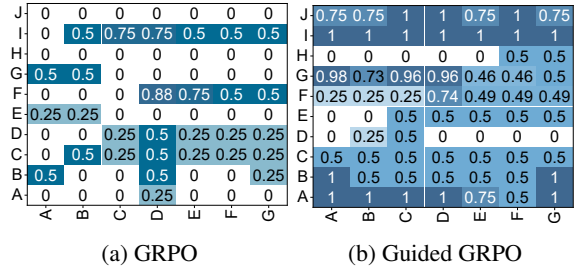 J 0 0 0 0 0 0 0
I 0 0.5 0.75 0.75 0.5 0.5 0.5
H 0 0 0 0 0 0 0
G 0.5 0.5 0 0 0 0 0
F 0 0 0 0.88 0.75 0.5 0.5
E 0.25 0.25 0 0 0 0 0
D 0 0 0.25 0.5 0.25 0.25 0.25
C 0 0.5 0.25 0.5 0.25 0.25 0.25
B 0.5 0 0 0.5 0 0 0.25
A 0 0 0 0.25 0 0 0
A B C D E F G
(a) GRPO
J 0.75 0.75 1 1 0.75 1 0.75
I 1 1 1 1 1 1 1
H 0 0 0 0 0 0.5 0.5
G 0.98 0.73 0.96 0.96 0.46 0.46 0.5
F 0.25 0.25 0.25 0.74 0.49 0.49 0.49
E 0 0 0.5 0.5 0.5 0.5 0.5
D 0 0.25 0.5 0 0 0 0
C 0.5 0.5 0.5 0.5 0.5 0.5 0.5
B 1 0.5 0.5 0.5 0.5 0.5 1
A 1 1 1 1 0.75 0.5 1
A B C D E F G
(b) Guided GRPO